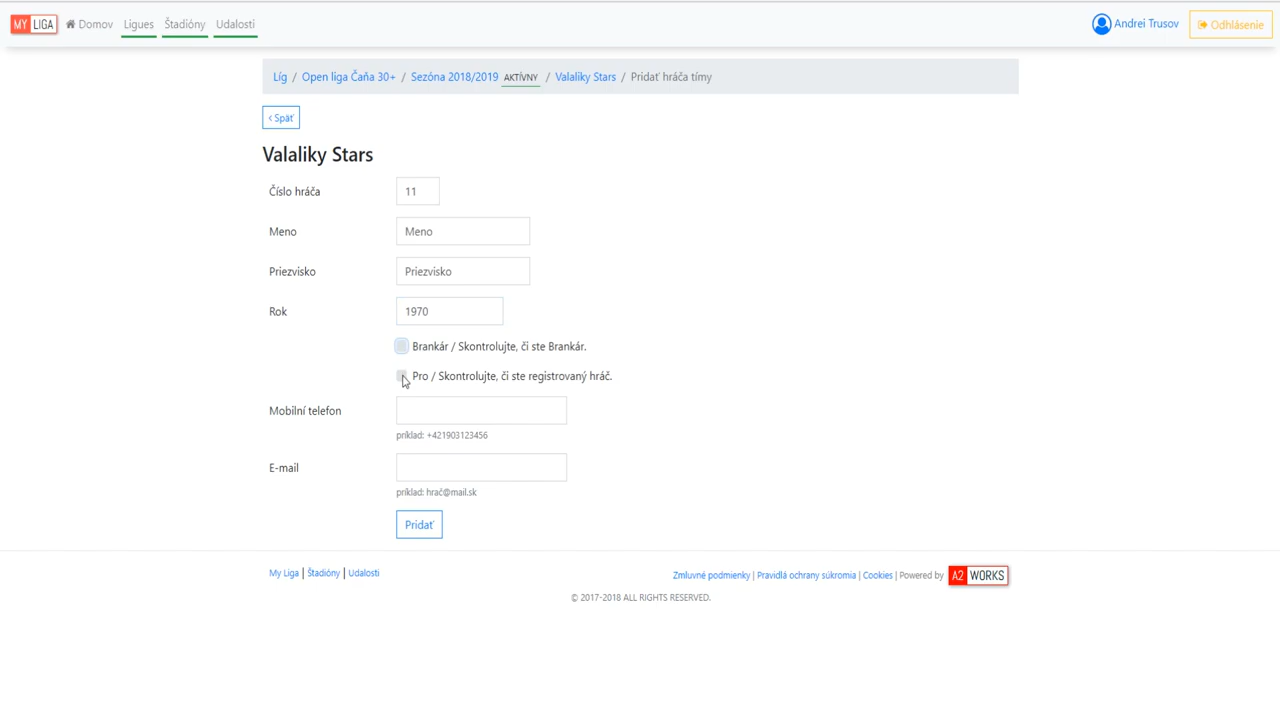 MY LIGA Domov Ligues Štadióny Udalosti Andrei Trusov Odhlásenie
Líg / Open liga Čaňa 30+ / Sezóna 2018/2019 AKTÍVNY / Valaliky Stars / Pridať hráča tímy
< Späť
Valaliky Stars
Číslo hráča 11
Meno Meno
Priezvisko Priezvisko
Rok 1970
Brankár / Skontrolujte, či ste Brankár.
Pro / Skontrolujte, či ste registrovaný hráč.
Mobilní telefon
príklad: +421903123456
E-mail
príklad: hrač@mail.sk
Pridať
My Liga | Štadióny | Udalosti Zmluvné podmienky | Pravidlá ochrany súkromia | Cookies | Powered by A2 WORKS
© 2017-2018 ALL RIGHTS RESERVED.